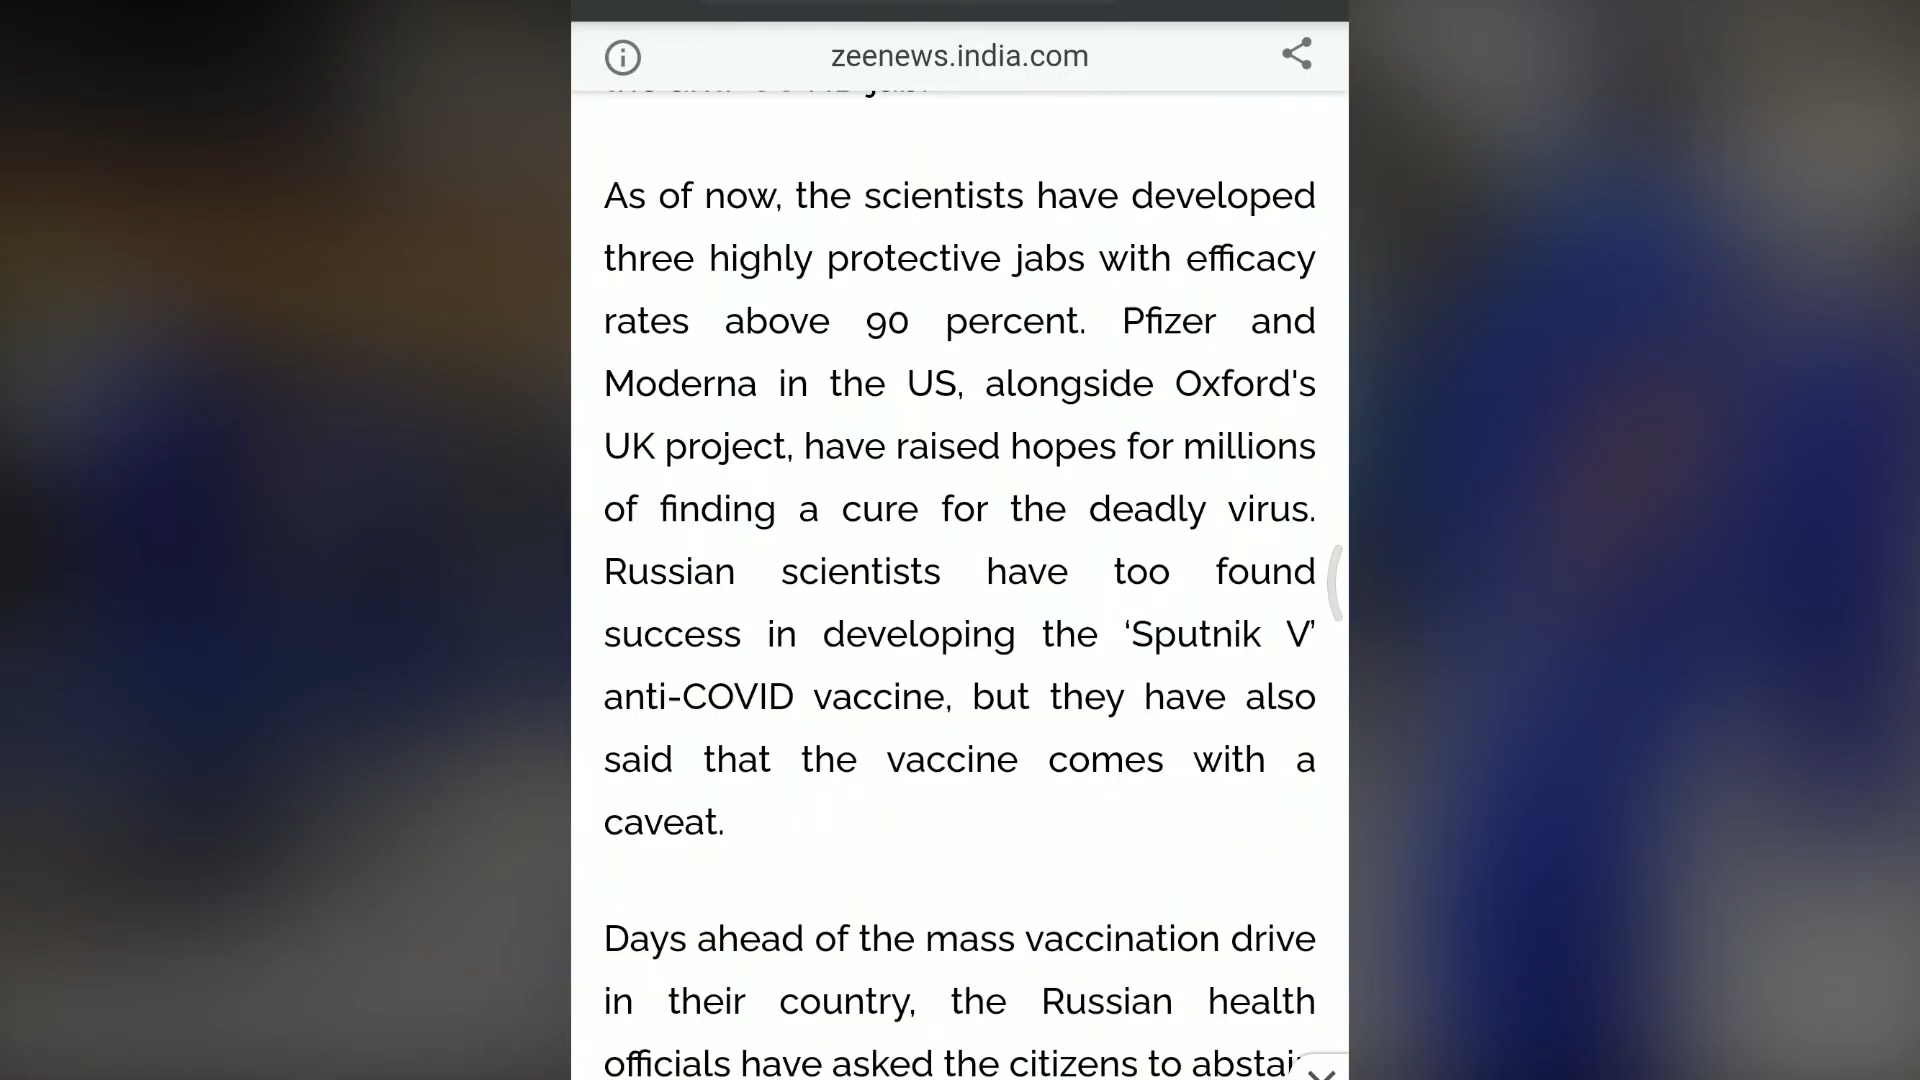 zeenews.india.com
As of now, the scientists have developed
three highly protective jabs with efficacy
rates above 90 percent. Pfizer and
Moderna in the US, alongside Oxford's
UK project, have raised hopes for millions
of finding a cure for the deadly virus.
Russian scientists have too found
success in developing the ‘Sputnik V’
anti-COVID vaccine, but they have also
said that the vaccine comes with a
caveat.
Days ahead of the mass vaccination drive
in their country, the Russian health
officials have asked the citizens to